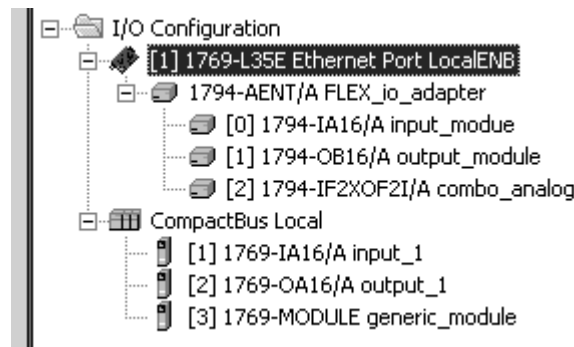 I/O Configuration
[1] 1769-L35E Ethernet Port LocalENB
1794-AENT/A FLEX_io_adapter
[0] 1794-IA16/A input_modue
[1] 1794-OB16/A output_module
[2] 1794-IF2XOF2I/A combo_analog
CompactBus Local
[1] 1769-IA16/A input_1
[2] 1769-OA16/A output_1
[3] 1769-MODULE generic_module